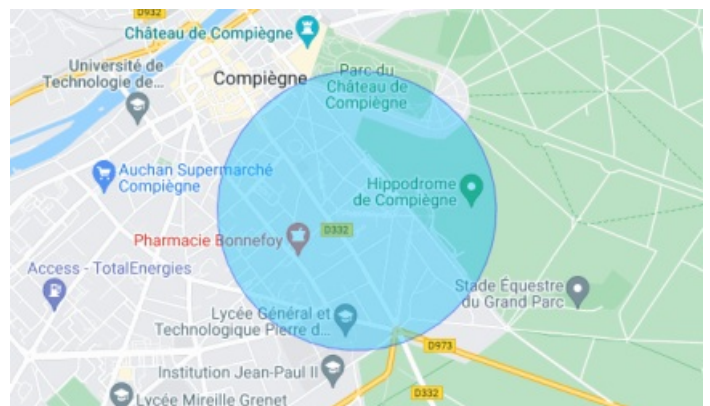 D932
Château de Compiègne
Université de
Technologie de...
Compiègne
Parc du
Château de
Compiègne
Auchan Supermarché
Compiègne
Hippodrome
de Compiègne
Pharmacie Bonnefoy
D332
Access - TotalEnergies
Stade Équestre
du Grand Parc
Lycée Général et
Technologique Pierre d...
D973
Institution Jean-Paul II
D332
Lycée Mireille Grenet